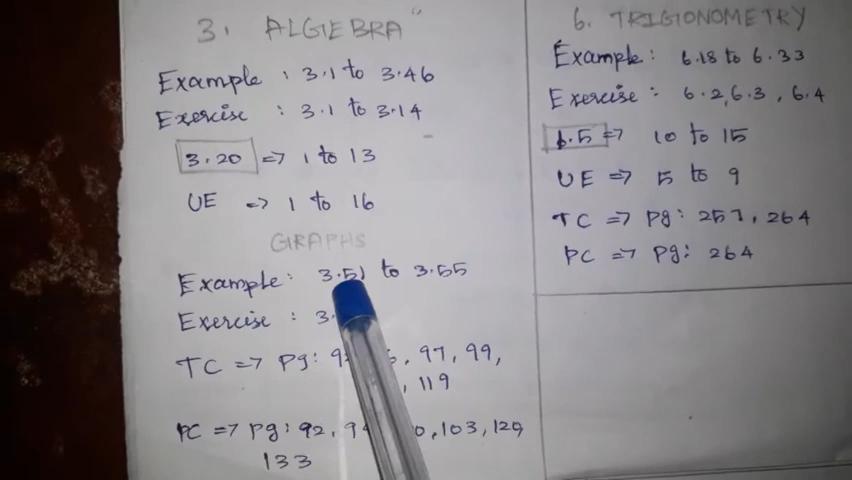 3. ALGEBRA"
Example : 3.1 to 3.46
Exercise : 3.1 to 3.14
3.20 => 1 to 13
UE => 1 to 16
GRAPHS
Example: 3.51 to 3.55
Exercise : 3.
TC => Pg: 9 , 97, 99,
, 119
PC => Pg: 92, 9 0, 103, 129
133
6. TRIGONOMETRY
Example: 6.18 to 6.33
Exercise: 6.2, 6.3, 6.4
6.5 => 10 to 15
UE => 5 to 9
TC => Pg: 257, 264
PC => Pg: 264